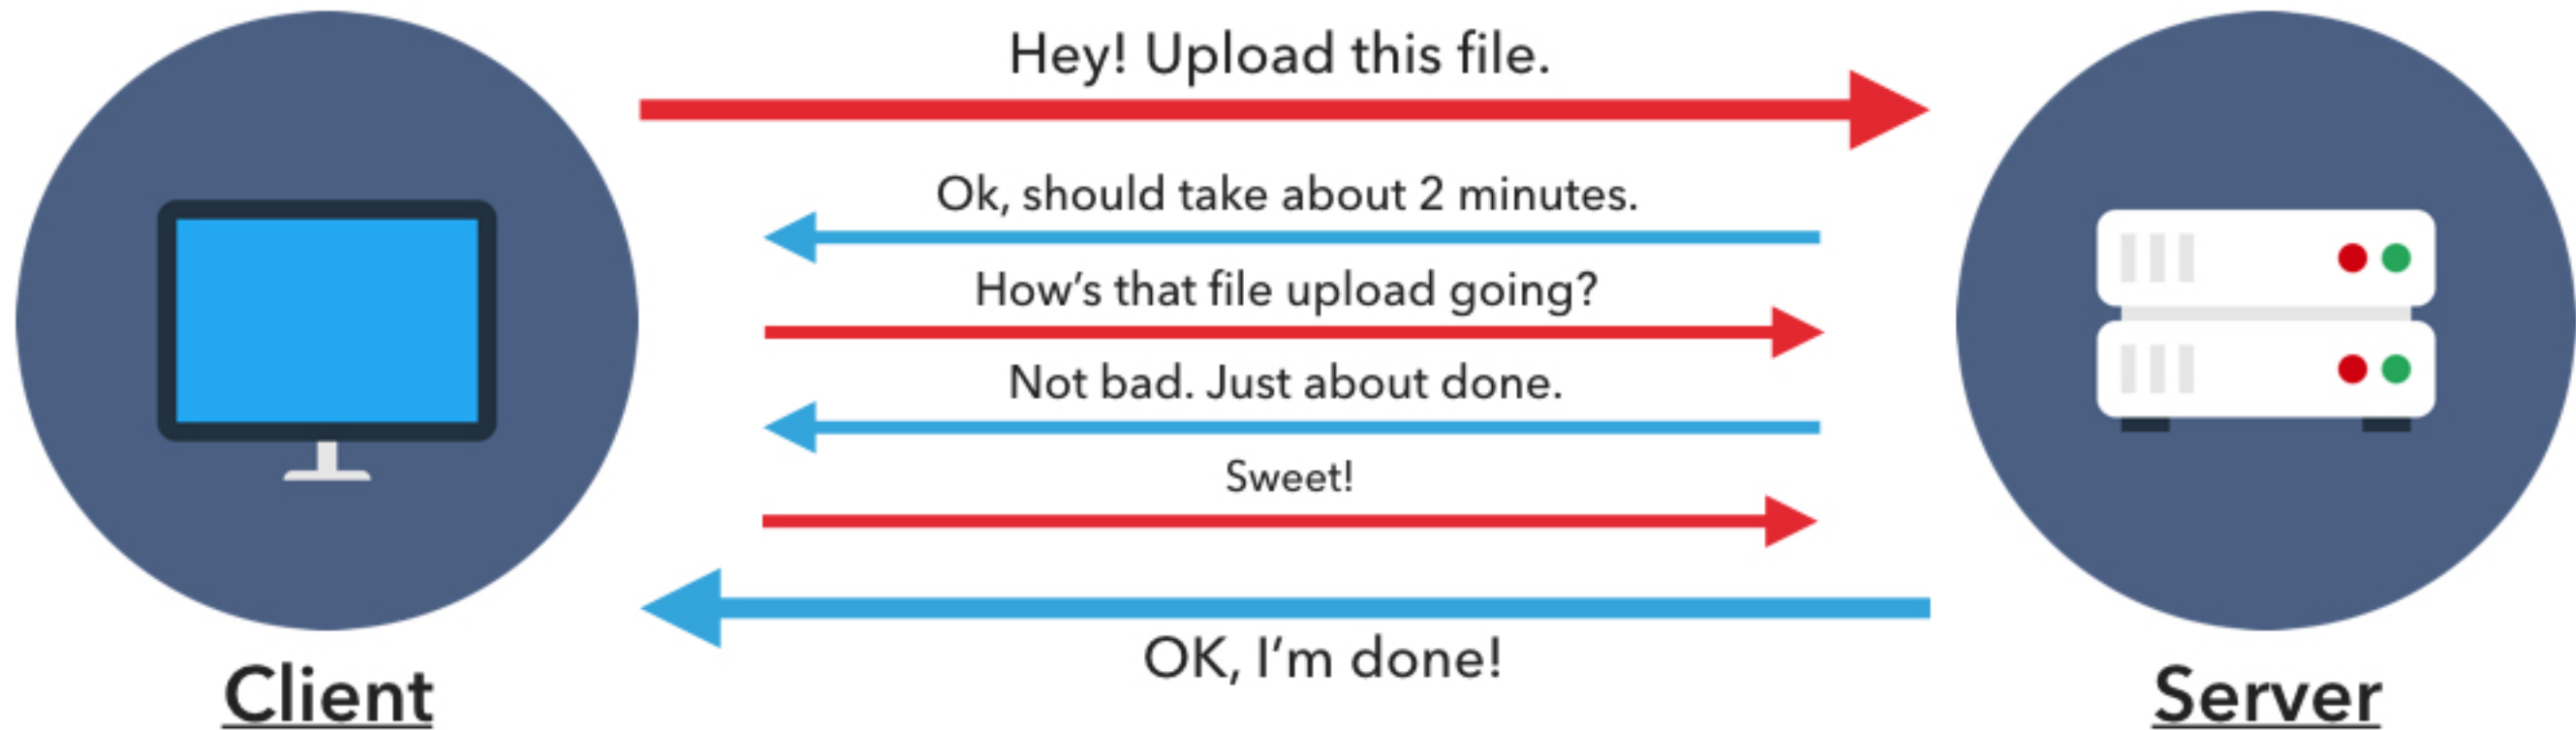 Hey! Upload this file.
Ok, should take about 2 minutes.
How’s that file upload going?
Not bad. Just about done.
Sweet!
OK, I’m done!
Client
Server